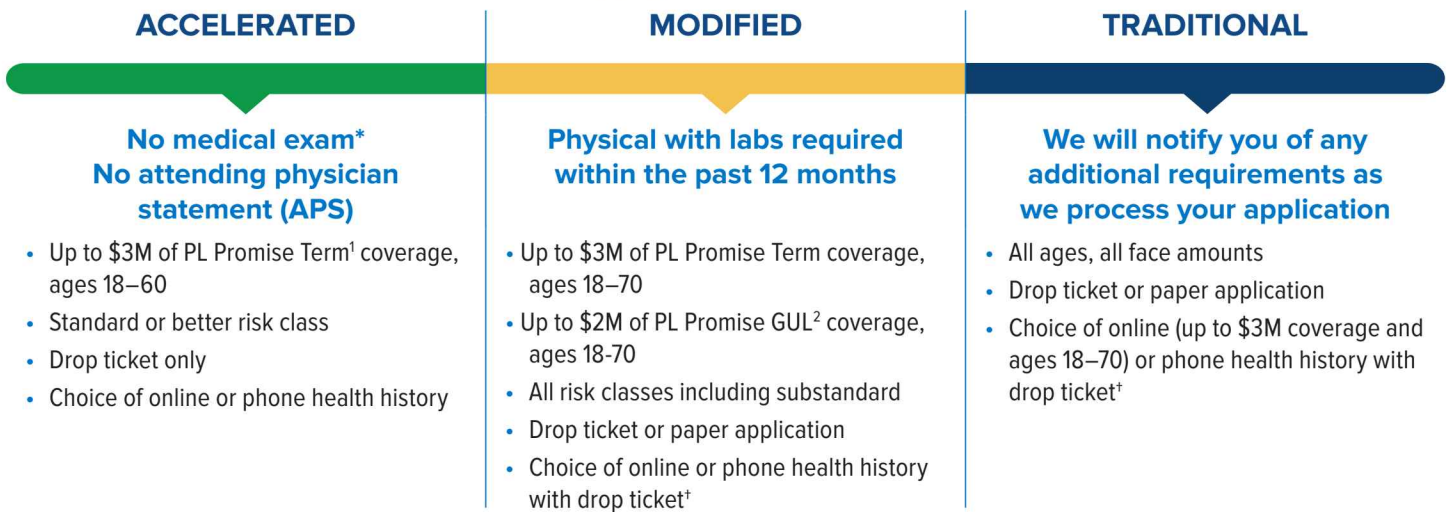 ACCELERATED
No medical exam*
No attending physician
statement (APS)
• Up to $3M of PL Promise Term¹ coverage,
ages 18–60
• Standard or better risk class
• Drop ticket only
• Choice of online or phone health history
MODIFIED
Physical with labs required
within the past 12 months
• Up to $3M of PL Promise Term coverage,
ages 18–70
• Up to $2M of PL Promise GUL² coverage,
ages 18-70
• All risk classes including substandard
• Drop ticket or paper application
• Choice of online or phone health history
with drop ticket†
TRADITIONAL
We will notify you of any
additional requirements as
we process your application
• All ages, all face amounts
• Drop ticket or paper application
• Choice of online (up to $3M coverage and
ages 18–70) or phone health history with
drop ticket†